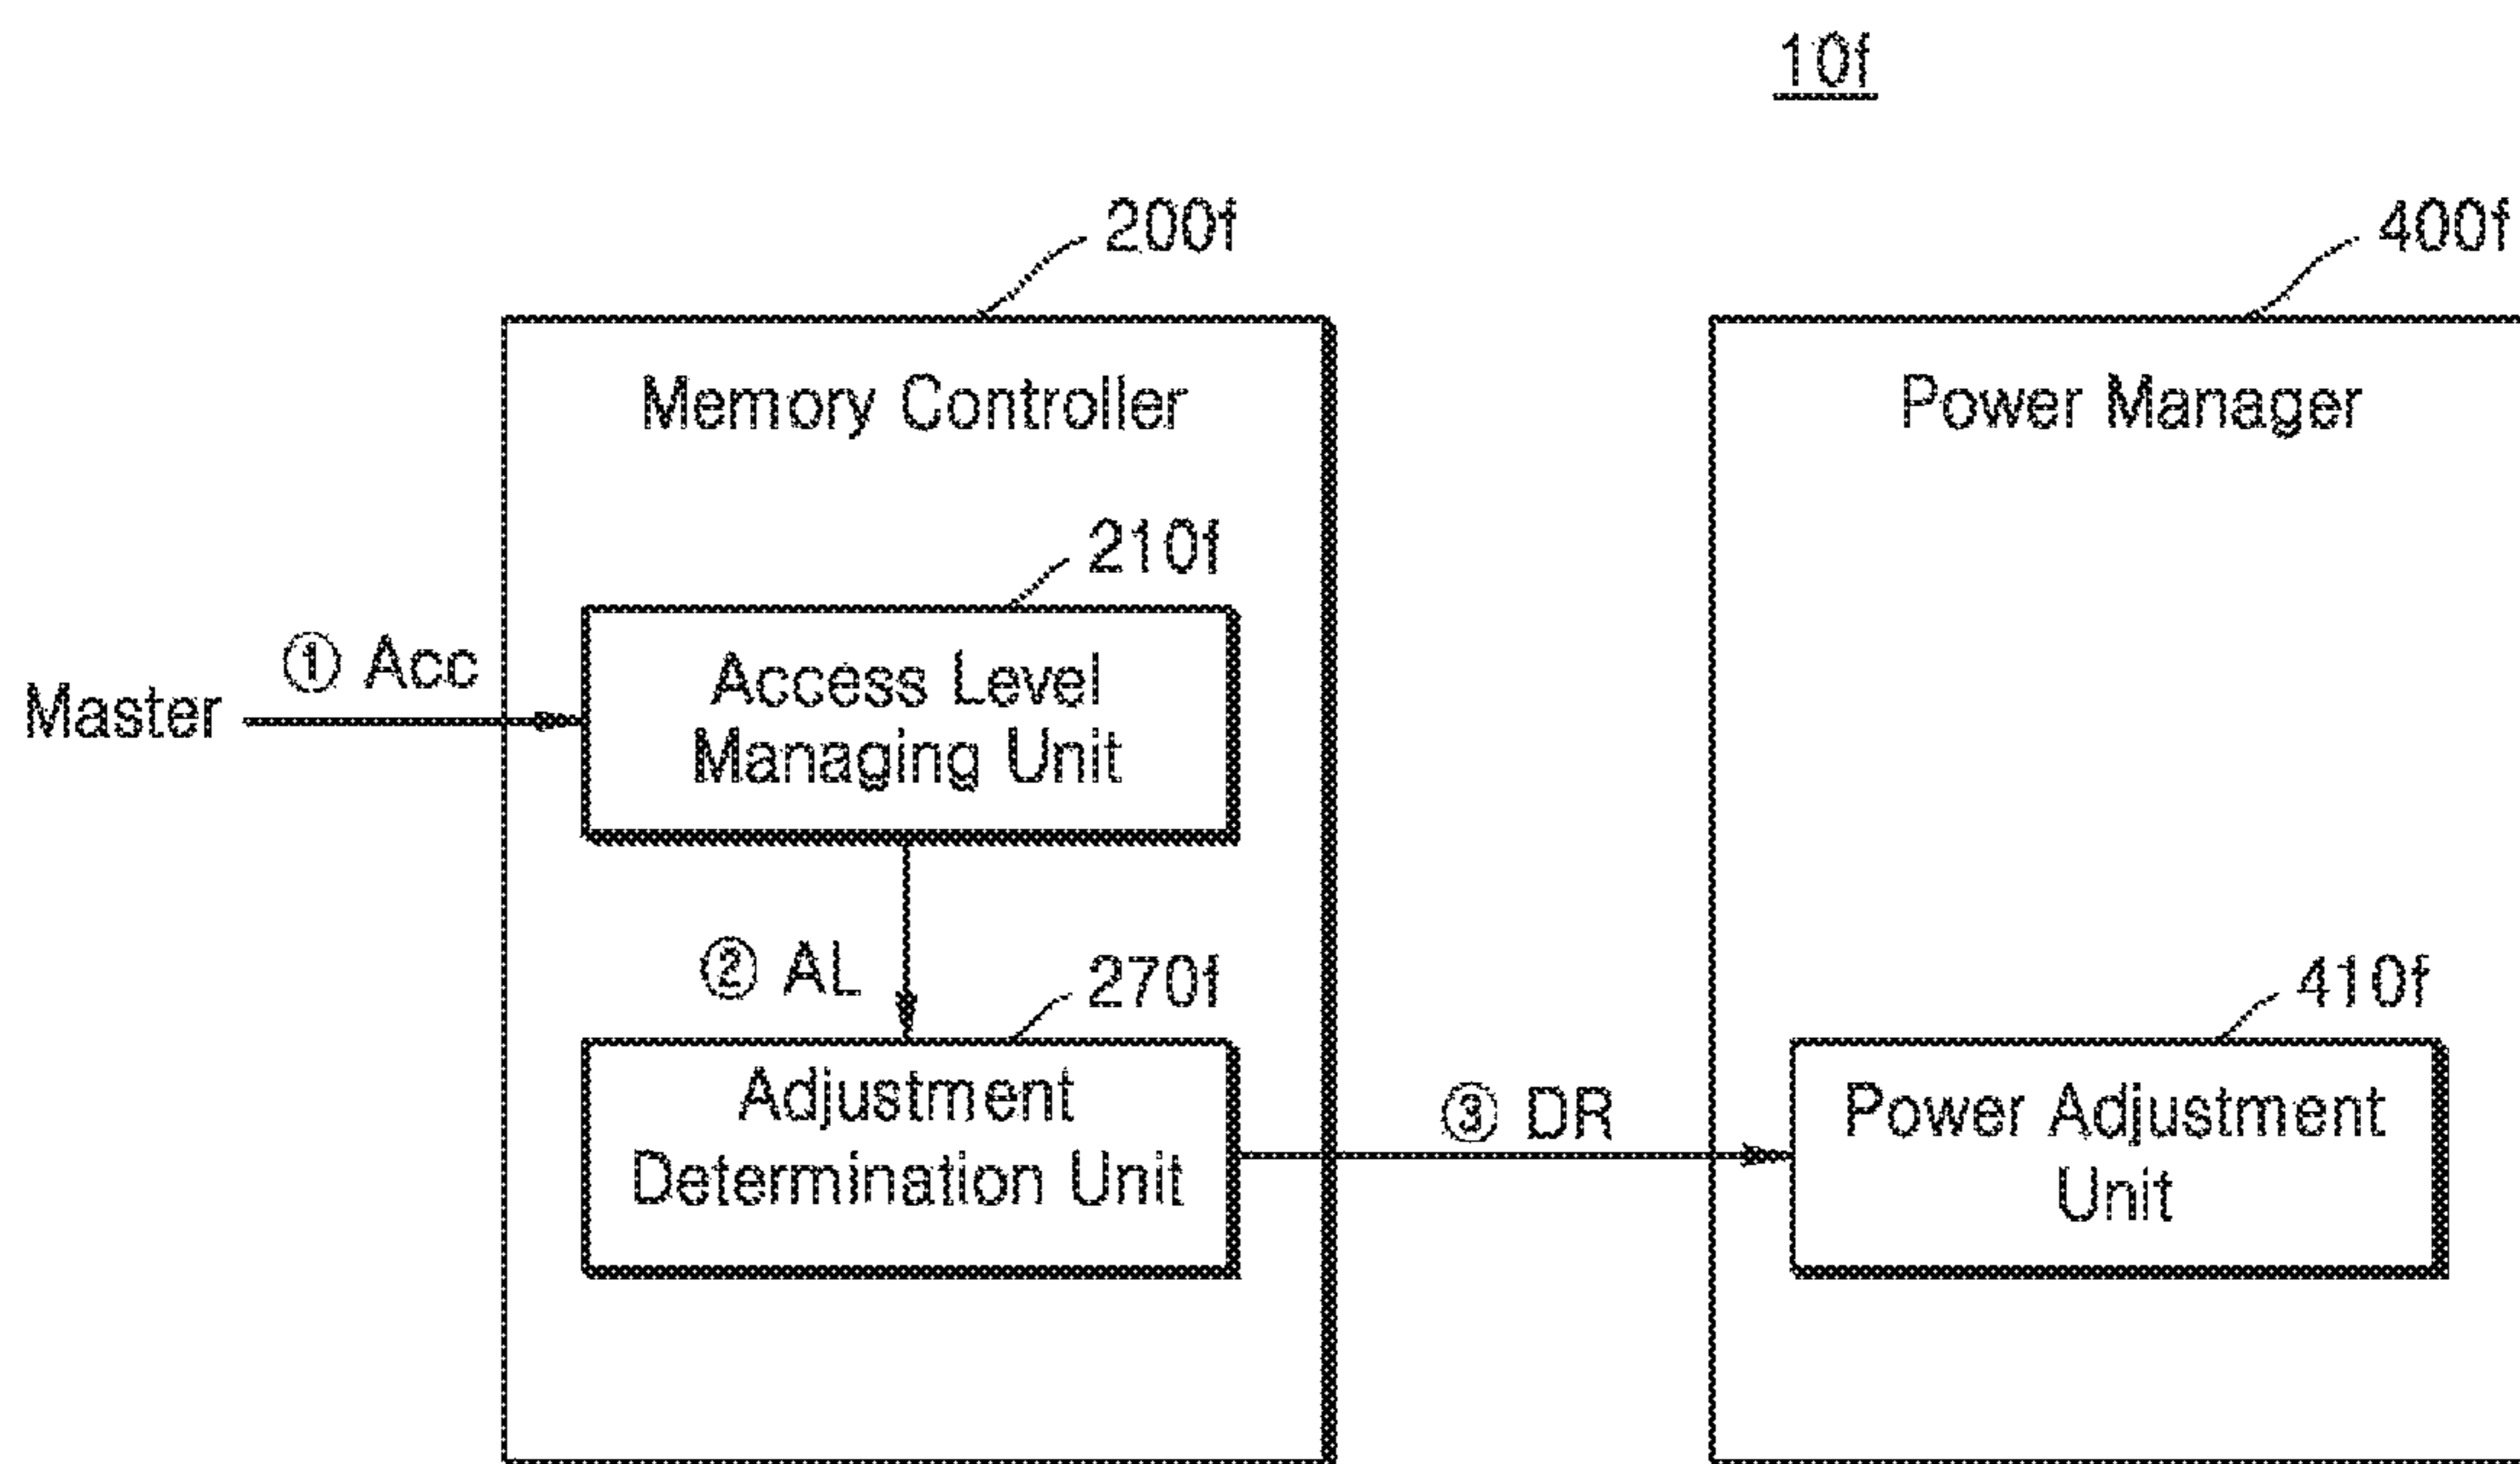 10f
200f
400f
Memory Controller
Power Manager
210f
① Acc
Master
Access Level
Managing Unit
② AL
270f
410f
Adjustment
Determination Unit
③ DR
Power Adjustment
Unit